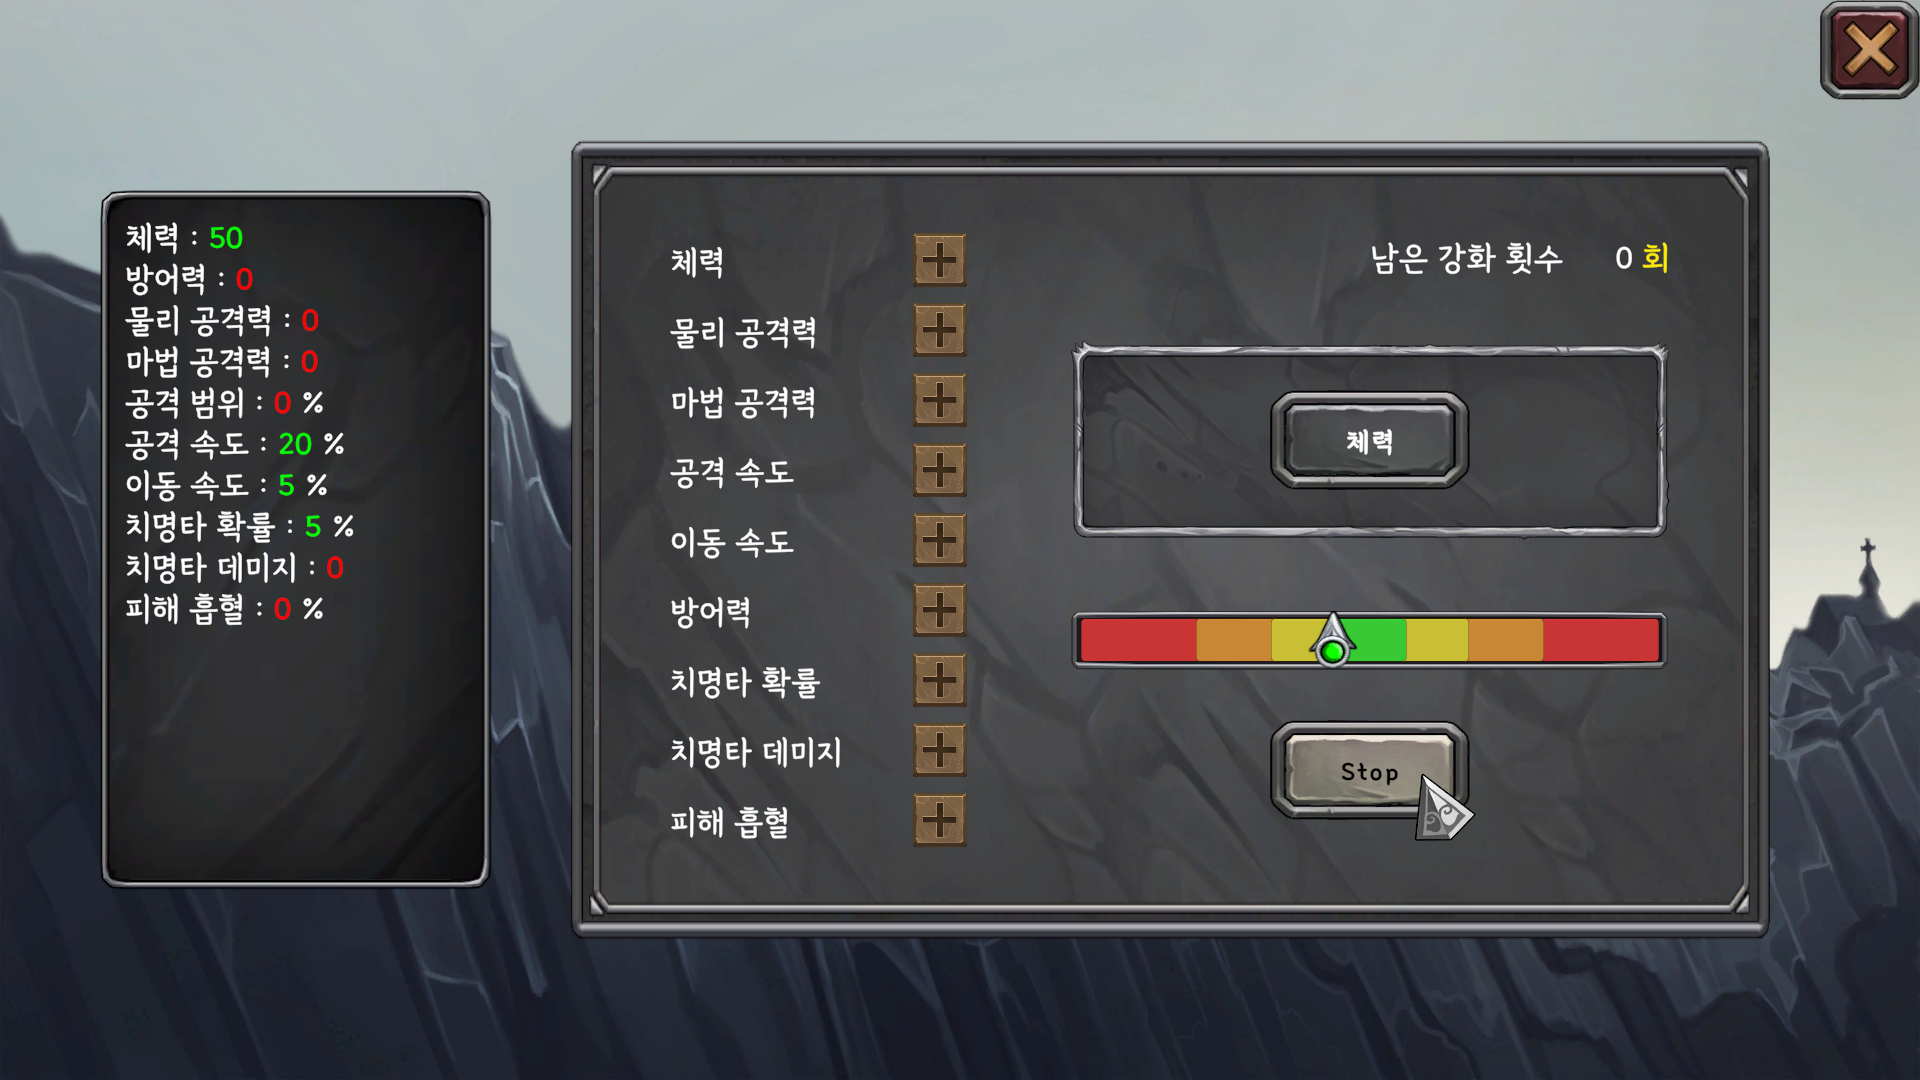 체력 : 50
방어력 : 0
물리 공격력 : 0
마법 공격력 : 0
공격 범위 : 0 %
공격 속도 : 20 %
이동 속도 : 5 %
치명타 확률 : 5 %
치명타 데미지 : 0
피해 흡혈 : 0 %
체력
물리 공격력
마법 공격력
공격 속도
이동 속도
방어력
치명타 확률
치명타 데미지
피해 흡혈
남은 강화 횟수 0 회
체력
Stop